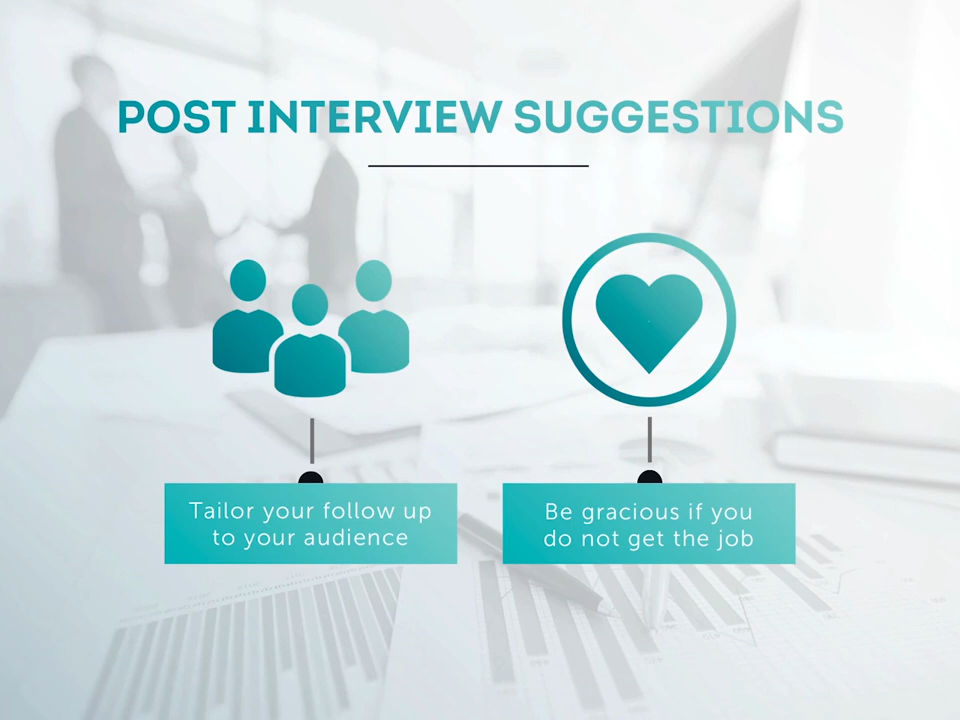 POST INTERVIEW SUGGESTIONS
Tailor your follow up
to your audience
Be gracious if you
do not get the job